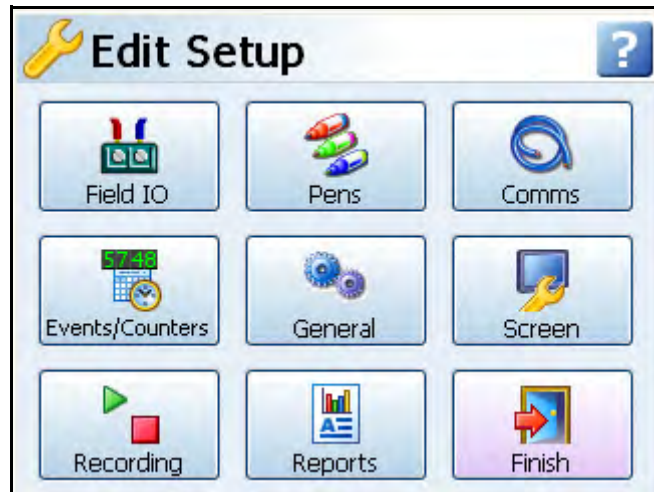 Edit Setup
?
Field IO
Pens
Comms
57:48
Events/Counters
General
Screen
A
Recording
Reports
Finish